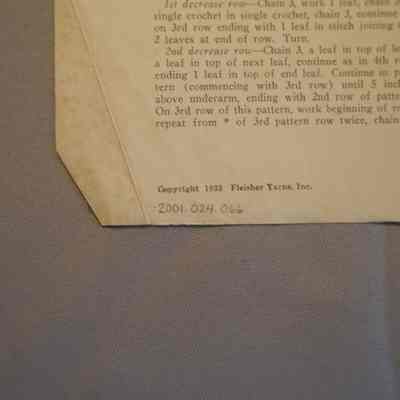 1st decrease row—Chain 3, work 1 leaf, chain
single crochet in single crochet, chain 3, continue
on 3rd row ending with 1 leaf in stitch joining
2 leaves at end of row. Turn.
2nd decrease row—Chain 3, a leaf in top of
a leaf in top of next leaf, continue as in 4th
ending 1 leaf in top of end leaf. Continue in
tern (commencing with 3rd row) until 5
above underarm, ending with 2nd row of
On 3rd row of this pattern, work beginning of
repeat from * of 3rd pattern row twice, chain
Copyright 1933 Fleisher Yarns, Inc.
2001.024.066